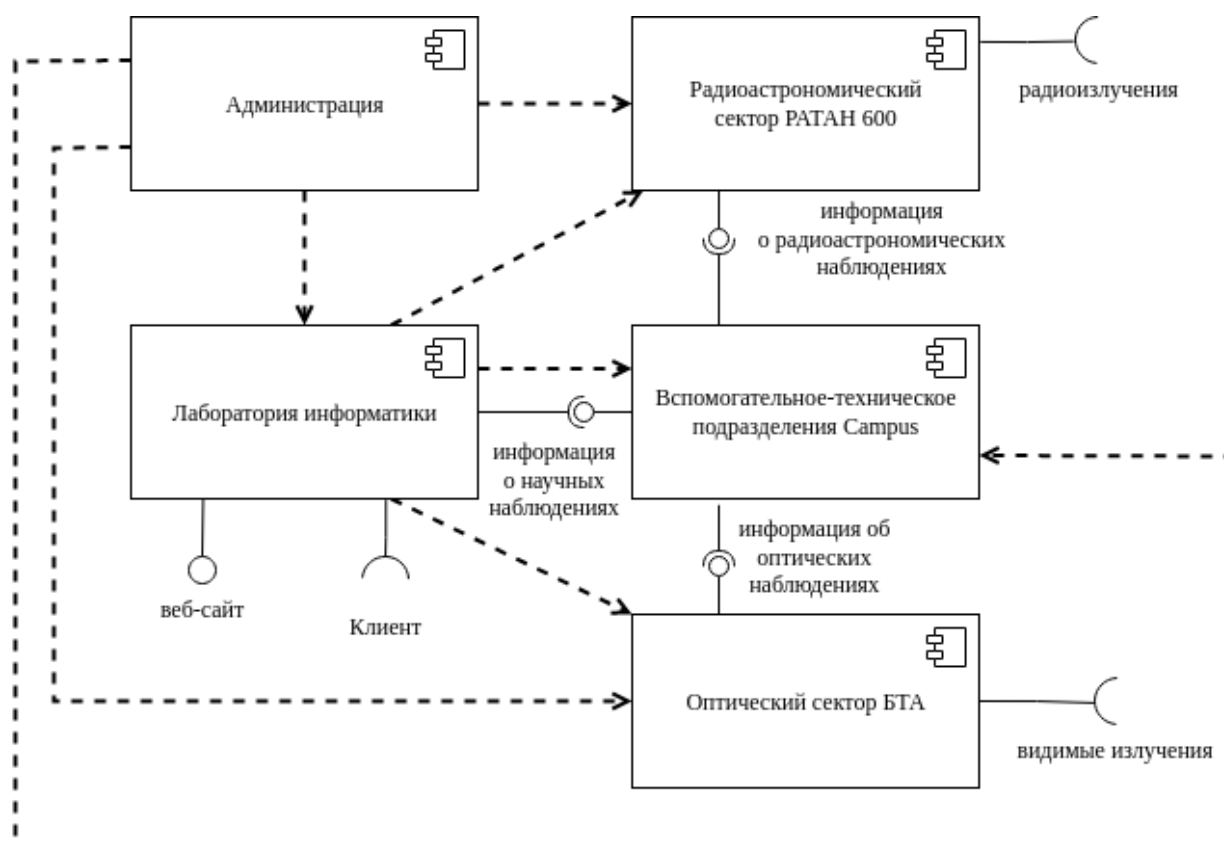 Администрация
Радиоастрономический
сектор РАТАН 600
радиоизлучения
информация
о радиоастрономических
наблюдениях
Лаборатория информатики
Вспомогательное-техническое
подразделения Campus
информация
о научных
наблюдениях
информация об
оптических
наблюдениях
веб-сайт
Клиент
Оптический сектор БТА
видимые излучения